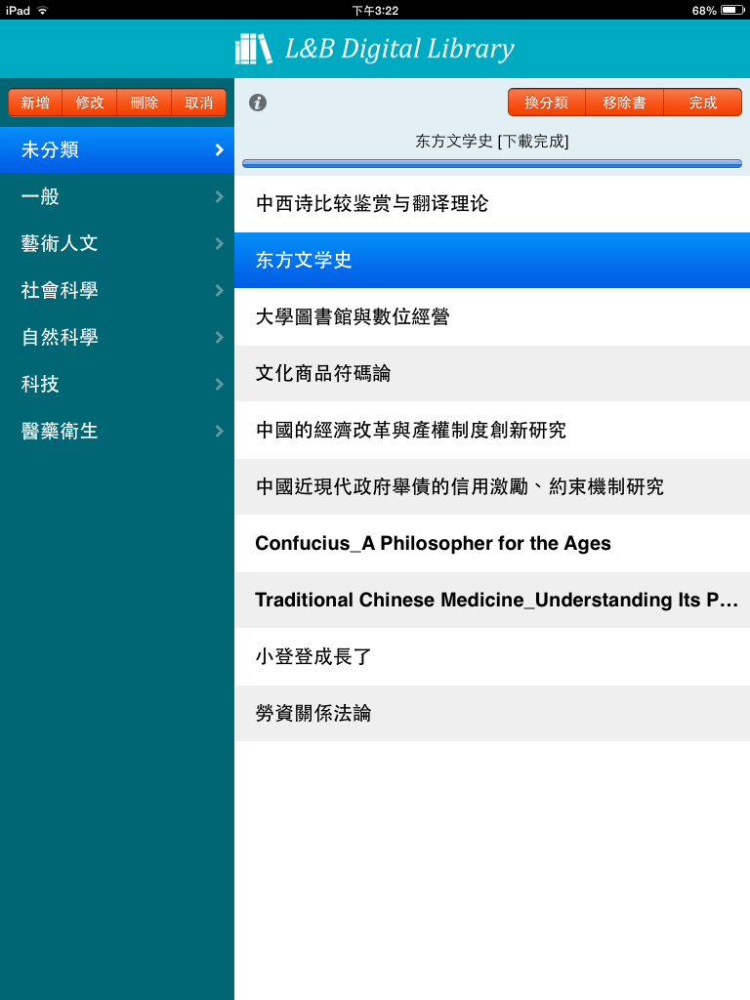 iPad 下午3:22 68%
L&B Digital Library
新增 修改 刪除 取消
換分類 移除書 完成
东方文学史 [下載完成]
未分類
一般
藝術人文
社會科學
自然科學
科技
醫藥衛生
中西诗比较鉴赏与翻译理论
东方文学史
大學圖書館與數位經營
文化商品符碼論
中國的經濟改革與產權制度創新研究
中國近現代政府舉債的信用激勵、約束機制研究
Confucius_A Philosopher for the Ages
Traditional Chinese Medicine_Understanding Its P…
小登登成長了
勞資關係法論